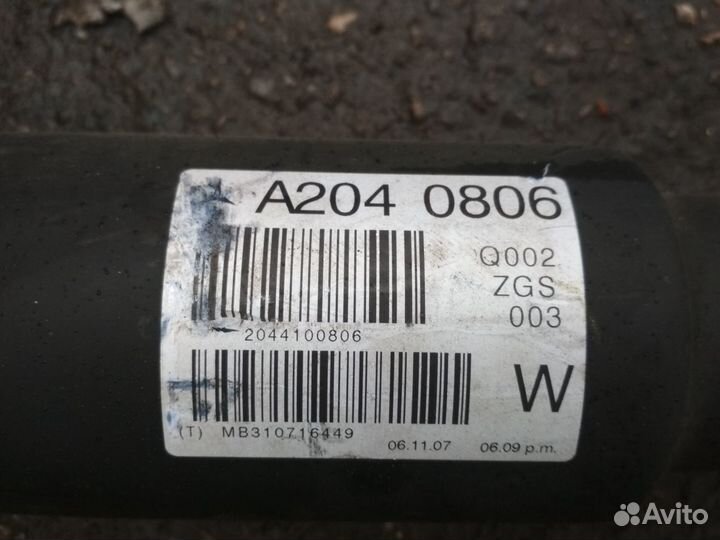 A204 0806
Q002
ZGS
003
2044100806
W
(T) MB310716449
06.11.07 06.09 p.m.
Avito